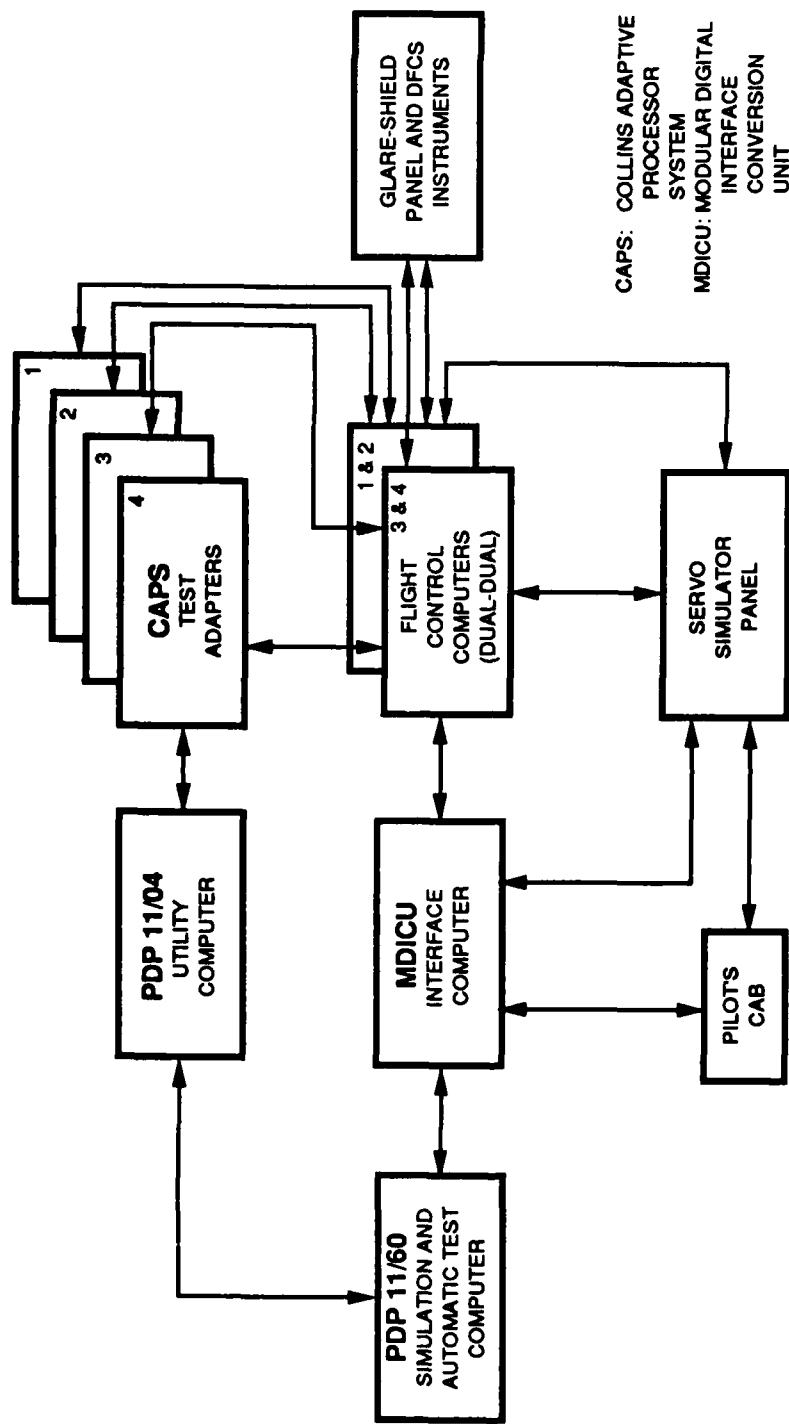 PDP 11/60
SIMULATION AND
AUTOMATIC TEST
COMPUTER
PDP 11/04
UTILITY
COMPUTER
1
2
3
4
CAPS
TEST
ADAPTERS
MDICU
INTERFACE
COMPUTER
1 & 2
3 & 4
FLIGHT
CONTROL
COMPUTERS
(DUAL-DUAL)
GLARE-SHIELD
PANEL AND DFCS
INSTRUMENTS
PILOT'S
CAB
SERVO
SIMULATOR
PANEL
CAPS: COLLINS ADAPTIVE
PROCESSOR
SYSTEM
MDICU: MODULAR DIGITAL
INTERFACE
CONVERSION
UNIT